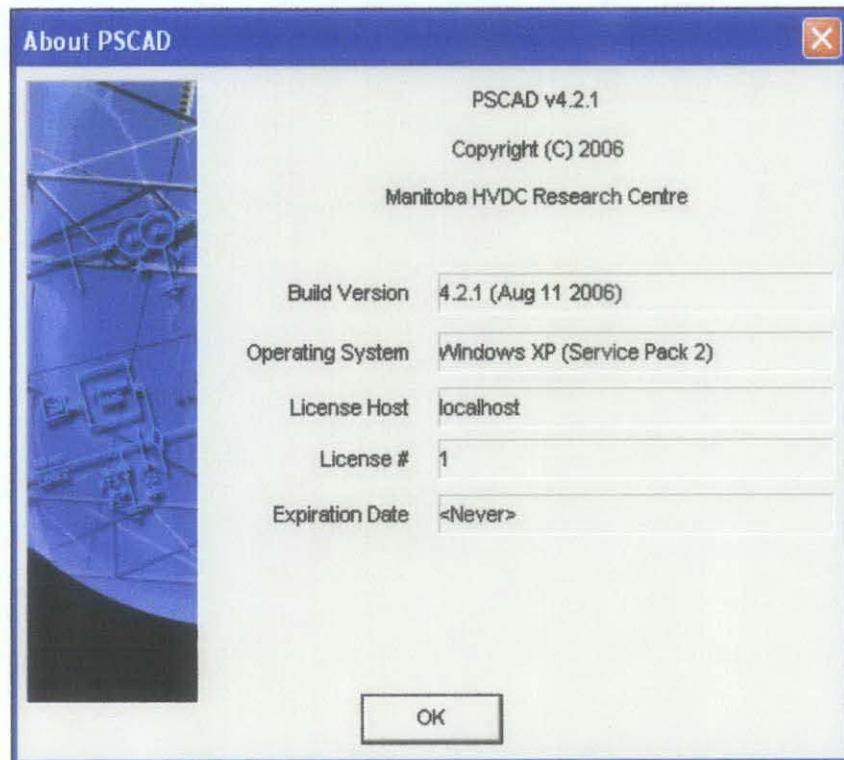 About PSCAD
PSCAD v4.2.1
Copyright (C) 2006
Manitoba HVDC Research Centre
Build Version 4.2.1 (Aug 11 2006)
Operating System Windows XP (Service Pack 2)
License Host localhost
License # 1
Expiration Date <Never>
OK